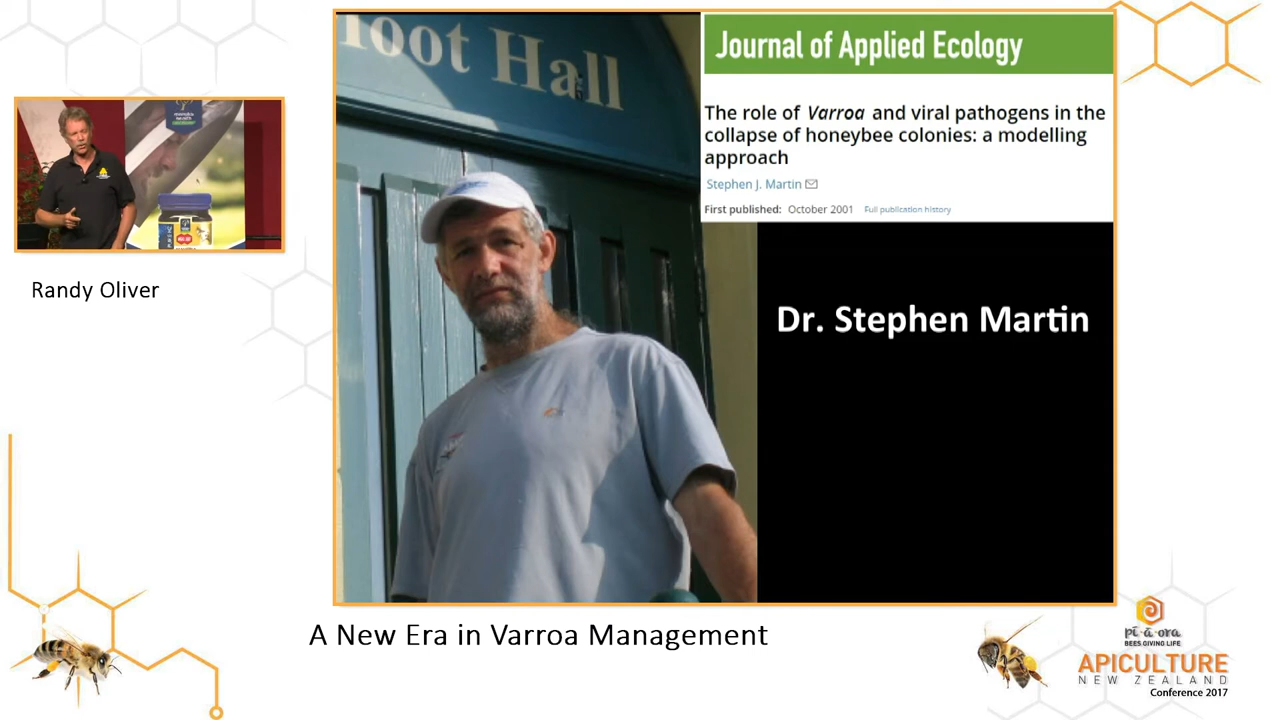 oot Hall
Journal of Applied Ecology
The role of Varroa and viral pathogens in the
collapse of honeybee colonies: a modelling
approach
Stephen J. Martin
First published: October 2001 Full publication history
Dr. Stephen Martin
Randy Oliver
A New Era in Varroa Management
pī-ā-ora
BEES GIVING LIFE
APICULTURE
NEW ZEALAND
Conference 2017